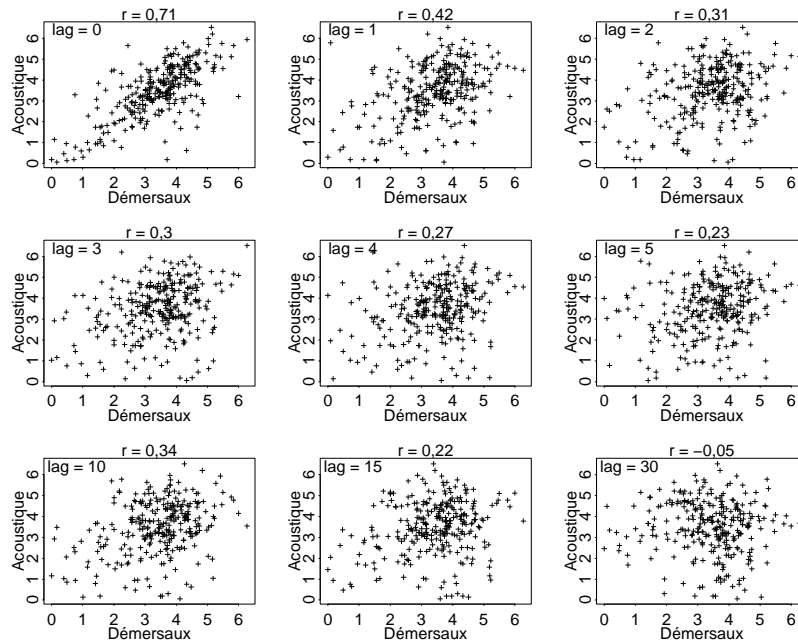 r = 0,71
lag = 0
Acoustique
0 1 2 3 4 5 6
0 1 2 3 4 5 6
Démersaux
r = 0,42
lag = 1
Acoustique
0 1 2 3 4 5 6
0 1 2 3 4 5 6
Démersaux
r = 0,31
lag = 2
Acoustique
0 1 2 3 4 5 6
0 1 2 3 4 5 6
Démersaux
r = 0,3
lag = 3
Acoustique
0 1 2 3 4 5 6
0 1 2 3 4 5 6
Démersaux
r = 0,27
lag = 4
Acoustique
0 1 2 3 4 5 6
0 1 2 3 4 5 6
Démersaux
r = 0,23
lag = 5
Acoustique
0 1 2 3 4 5 6
0 1 2 3 4 5 6
Démersaux
r = 0,34
lag = 10
Acoustique
0 1 2 3 4 5 6
0 1 2 3 4 5 6
Démersaux
r = 0,22
lag = 15
Acoustique
0 1 2 3 4 5 6
0 1 2 3 4 5 6
Démersaux
r = −0,05
lag = 30
Acoustique
0 1 2 3 4 5 6
0 1 2 3 4 5 6
Démersaux